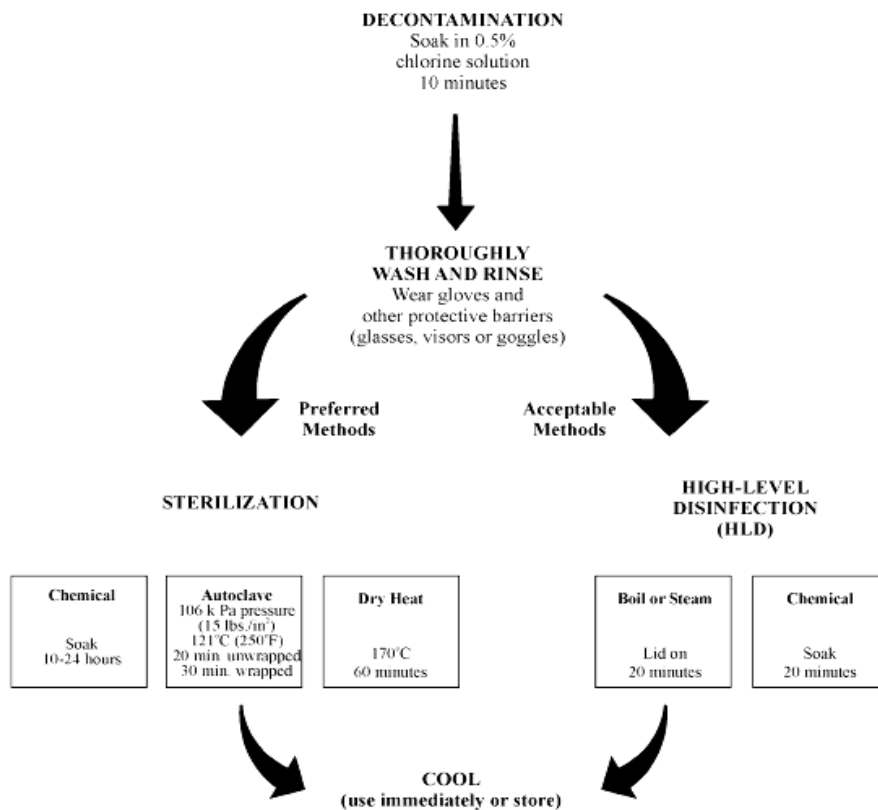 DECONTAMINATION
Soak in 0.5%
chlorine solution
10 minutes
THOROUGHLY
WASH AND RINSE
Wear gloves and
other protective barriers
(glasses, visors or goggles)
Preferred
Methods
Acceptable
Methods
STERILIZATION
HIGH-LEVEL
DISINFECTION
(HLD)
Chemical
Soak
10-24 hours
Autoclave
106 k Pa pressure
(15 lbs./in²)
121°C (250°F)
20 min. unwrapped
30 min. wrapped
Dry Heat
170°C
60 minutes
Boil or Steam
Lid on
20 minutes
Chemical
Soak
20 minutes
COOL
(use immediately or store)